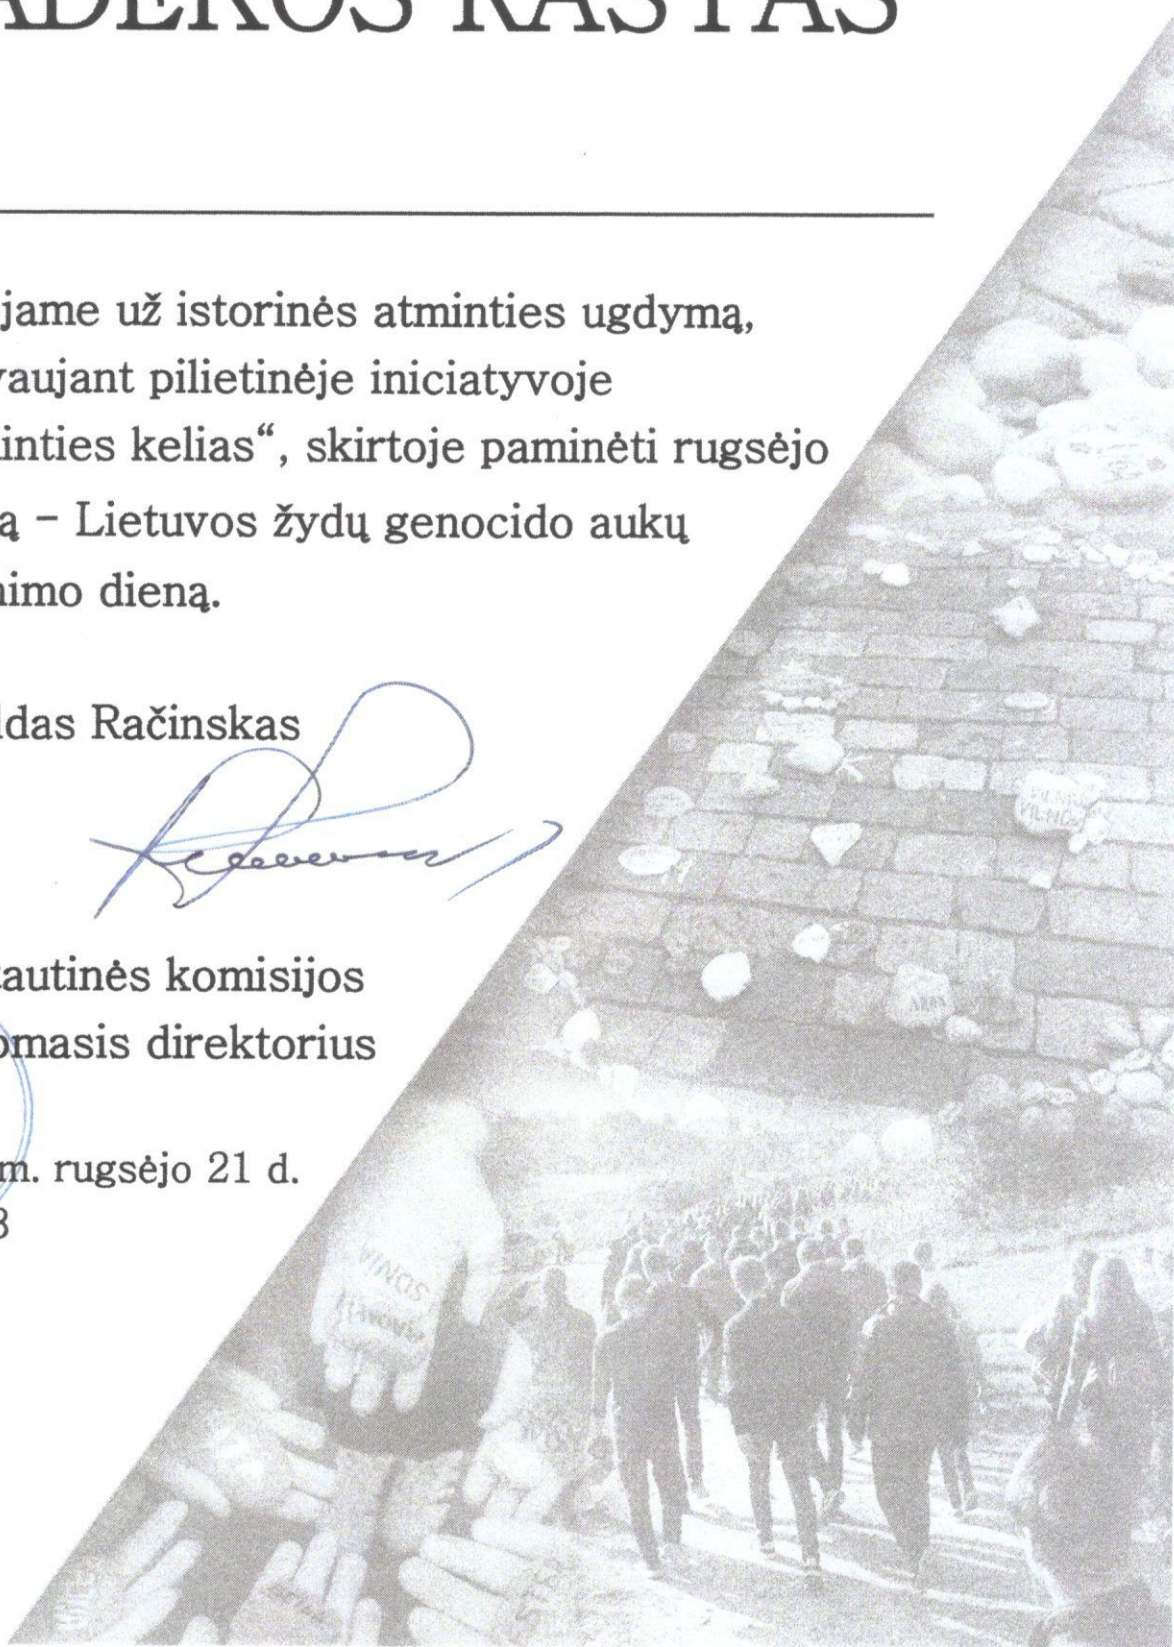 ADĖKOS RAŠTAS
jame už istorinės atminties ugdymą,
vaujant pilietinėje iniciatyvoje
inties kelias“, skirtoje paminėti rugsėjo
ą – Lietuvos žydų genocido aukų
nimo dieną.
ldas Račinskas
tautinės komisijos
omasis direktorius
m. rugsėjo 21 d.
3
VILNIUS